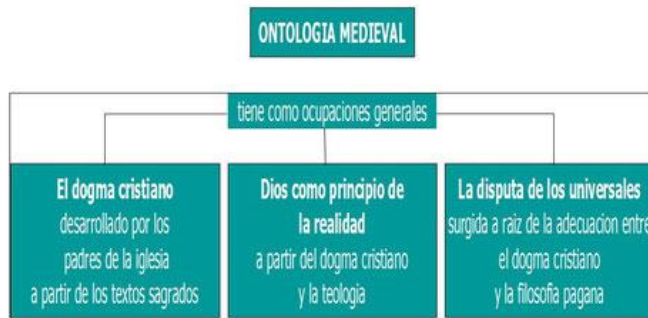 ONTOLOGIA MEDIEVAL
tiene como ocupaciones generales
El dogma cristiano
desarrollado por los
padres de la iglesia
a partir de los textos sagrados
Dios como principio de
la realidad
a partir del dogma cristiano
y la teologia
La disputa de los universales
surgida a raiz de la adecuacion entre
el dogma cristiano
y la filosofia pagana